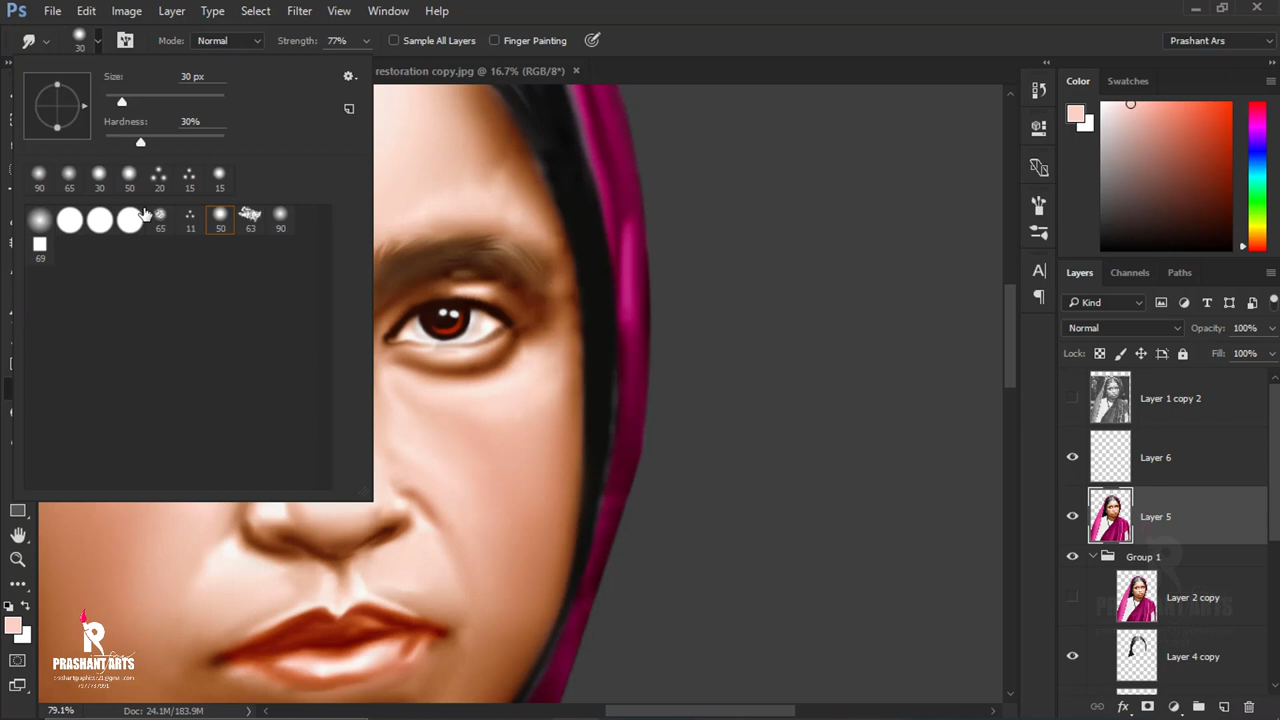 Ps File Edit Image Layer Type Select Filter View Window Help
30 Mode: Normal Strength: 77% Sample All Layers Finger Painting Prashant Ars
restoration copy.jpg @ 16.7% (RGB/8*) ×
Size: 30 px
Hardness: 30%
90 65 30 50 20 15 15
65 11 50 63 90
69
Color Swatches
Layers Channels Paths
Kind
Normal Opacity: 100%
Lock: Fill: 100%
Layer 1 copy 2
Layer 6
Layer 5
Group 1
Layer 2 copy
Layer 4 copy
PRASHANT ARTS
79.1% Doc: 24.1M/183.9M